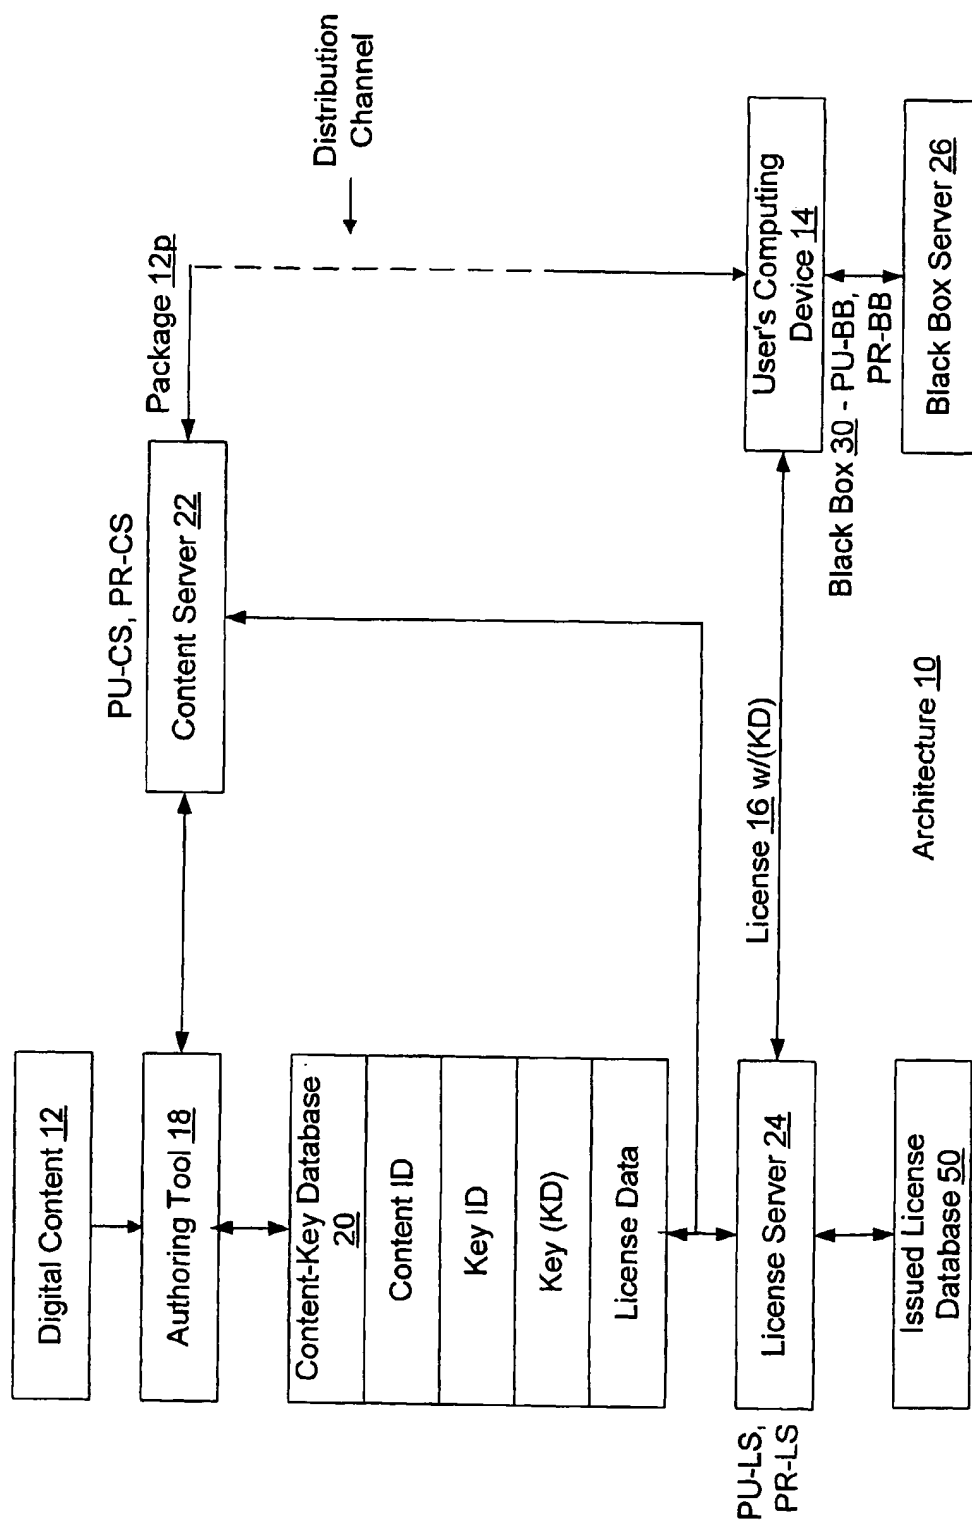 Digital Content 12
Authoring Tool 18
Content-Key Database
20
Content ID
Key ID
Key (KD)
License Data
PU-LS,
PR-LS
License Server 24
Issued License
Database 50
PU-CS, PR-CS
Content Server 22
Package 12p
Distribution
Channel
License 16 w/(KD)
User's Computing
Device 14
Black Box 30 - PU-BB,
PR-BB
Black Box Server 26
Architecture 10